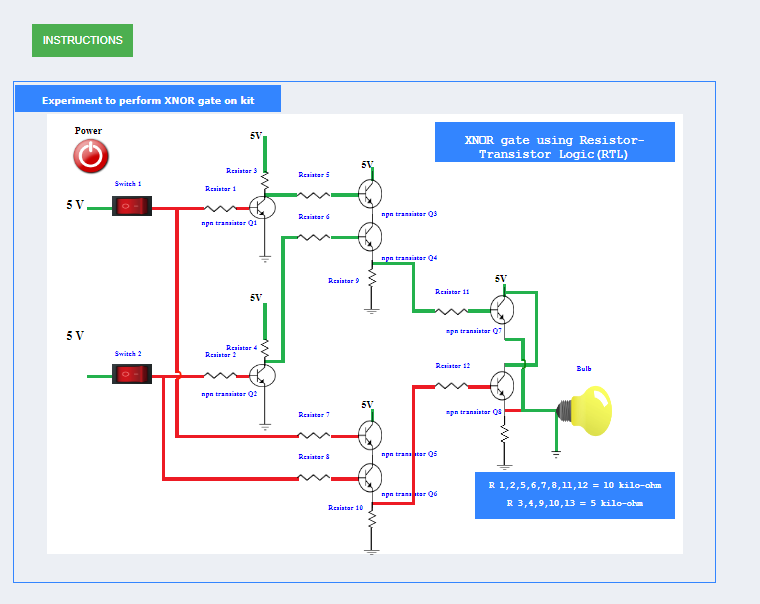 INSTRUCTIONS
Experiment to perform XNOR gate on kit
XNOR gate using Resistor-
Transistor Logic(RTL)
Power
5V
Resistor 3
Switch 1
Resistor 1
5 V
npn transistor Q1
Resistor 5
5V
npn transistor Q3
Resistor 6
npn transistor Q4
Resistor 9
5V
Resistor 4
5 V
Switch 2
Resistor 2
npn transistor Q2
5V
Resistor 11
npn transistor Q7
Resistor 12
Bulb
npn transistor Q8
5V
Resistor 7
npn transistor Q5
Resistor 8
npn transistor Q6
Resistor 10
R 1,2,5,6,7,8,11,12 = 10 kilo-ohm
R 3,4,9,10,13 = 5 kilo-ohm